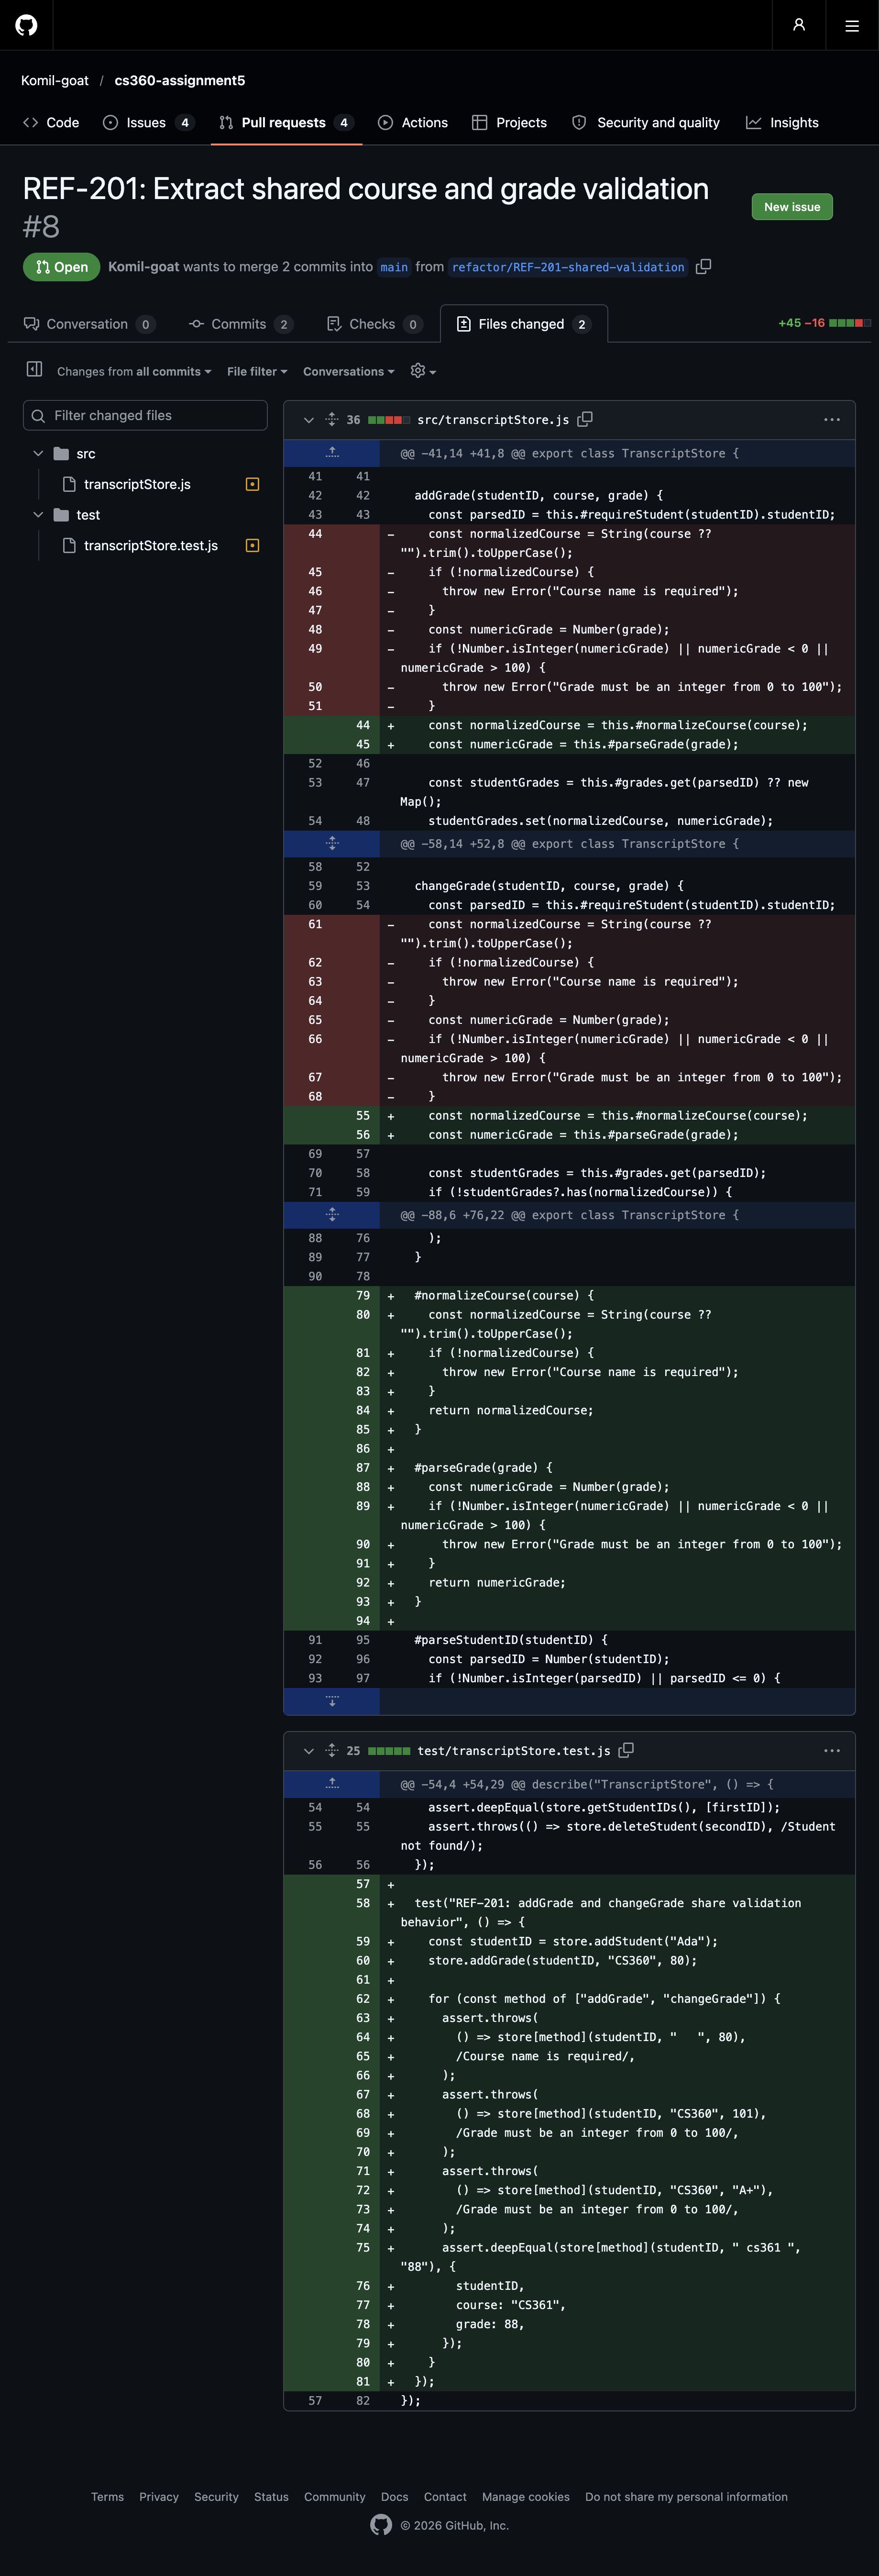 Komil-goat / cs360-assignment5
Code Issues 4 Pull requests 4 Actions Projects Security and quality Insights
REF-201: Extract shared course and grade validation
#8
New issue
Open Komil-goat wants to merge 2 commits into main from refactor/REF-201-shared-validation
Conversation 0 Commits 2 Checks 0 Files changed 2 +45 −16
Changes from all commits File filter Conversations
Filter changed files
src
transcriptStore.js
test
transcriptStore.test.js
36 src/transcriptStore.js
@@ -41,14 +41,8 @@ export class TranscriptStore {
41 41
42 42 addGrade(studentID, course, grade) {
43 43 const parsedID = this.#requireStudent(studentID).studentID;
44 - const normalizedCourse = String(course ??
"").trim().toUpperCase();
45 - if (!normalizedCourse) {
46 - throw new Error("Course name is required");
47 - }
48 - const numericGrade = Number(grade);
49 - if (!Number.isInteger(numericGrade) || numericGrade < 0 ||
numericGrade > 100) {
50 - throw new Error("Grade must be an integer from 0 to 100");
51 - }
44 + const normalizedCourse = this.#normalizeCourse(course);
45 + const numericGrade = this.#parseGrade(grade);
52 46
53 47 const studentGrades = this.#grades.get(parsedID) ?? new
Map();
54 48 studentGrades.set(normalizedCourse, numericGrade);
@@ -58,14 +52,8 @@ export class TranscriptStore {
58 52
59 53 changeGrade(studentID, course, grade) {
60 54 const parsedID = this.#requireStudent(studentID).studentID;
61 - const normalizedCourse = String(course ??
"").trim().toUpperCase();
62 - if (!normalizedCourse) {
63 - throw new Error("Course name is required");
64 - }
65 - const numericGrade = Number(grade);
66 - if (!Number.isInteger(numericGrade) || numericGrade < 0 ||
numericGrade > 100) {
67 - throw new Error("Grade must be an integer from 0 to 100");
68 - }
55 + const normalizedCourse = this.#normalizeCourse(course);
56 + const numericGrade = this.#parseGrade(grade);
69 57
70 58 const studentGrades = this.#grades.get(parsedID);
71 59 if (!studentGrades?.has(normalizedCourse)) {
@@ -88,6 +76,22 @@ export class TranscriptStore {
88 76 );
89 77 }
90 78
79 + #normalizeCourse(course) {
80 + const normalizedCourse = String(course ??
"").trim().toUpperCase();
81 + if (!normalizedCourse) {
82 + throw new Error("Course name is required");
83 + }
84 + return normalizedCourse;
85 + }
86 +
87 + #parseGrade(grade) {
88 + const numericGrade = Number(grade);
89 + if (!Number.isInteger(numericGrade) || numericGrade < 0 ||
numericGrade > 100) {
90 + throw new Error("Grade must be an integer from 0 to 100");
91 + }
92 + return numericGrade;
93 + }
94 +
91 95 #parseStudentID(studentID) {
92 96 const parsedID = Number(studentID);
93 97 if (!Number.isInteger(parsedID) || parsedID <= 0) {
25 test/transcriptStore.test.js
@@ -54,4 +54,29 @@ describe("TranscriptStore", () => {
54 54 assert.deepEqual(store.getStudentIDs(), [firstID]);
55 55 assert.throws(() => store.deleteStudent(secondID), /Student
not found/);
56 56 });
57 +
58 + test("REF-201: addGrade and changeGrade share validation
behavior", () => {
59 + const studentID = store.addStudent("Ada");
60 + store.addGrade(studentID, "CS360", 80);
61 +
62 + for (const method of ["addGrade", "changeGrade"]) {
63 + assert.throws(
64 + () => store[method](studentID, "   ", 80),
65 + /Course name is required/,
66 + );
67 + assert.throws(
68 + () => store[method](studentID, "CS360", 101),
69 + /Grade must be an integer from 0 to 100/,
70 + );
71 + assert.throws(
72 + () => store[method](studentID, "CS360", "A+"),
73 + /Grade must be an integer from 0 to 100/,
74 + );
75 + assert.deepEqual(store[method](studentID, " cs361 ",
"88"), {
76 + studentID,
77 + course: "CS361",
78 + grade: 88,
79 + });
80 + }
81 + });
57 82 });
Terms Privacy Security Status Community Docs Contact Manage cookies Do not share my personal information
© 2026 GitHub, Inc.